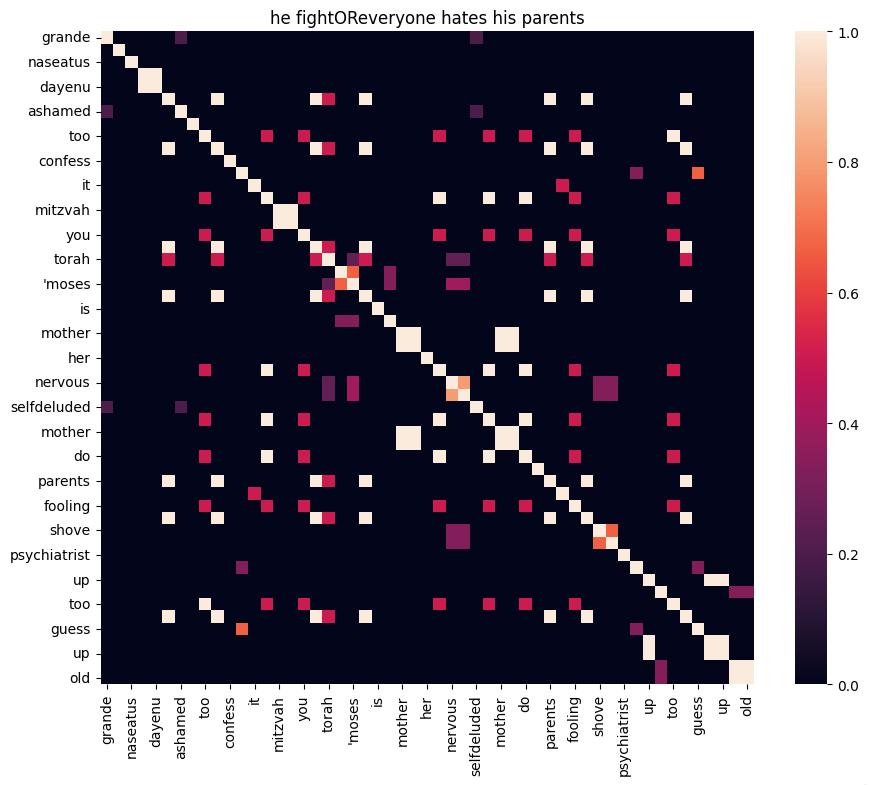 he fightOReveryone hates his parents
grande
naseatus
dayenu
ashamed
too
confess
it
mitzvah
you
torah
'moses
is
mother
her
nervous
selfdeluded
mother
do
parents
fooling
shove
psychiatrist
up
too
guess
up
old
grande
naseatus
dayenu
ashamed
too
confess
it
mitzvah
you
torah
'moses
is
mother
her
nervous
selfdeluded
mother
do
parents
fooling
shove
psychiatrist
up
too
guess
up
old
1.0
0.8
0.6
0.4
0.2
0.0